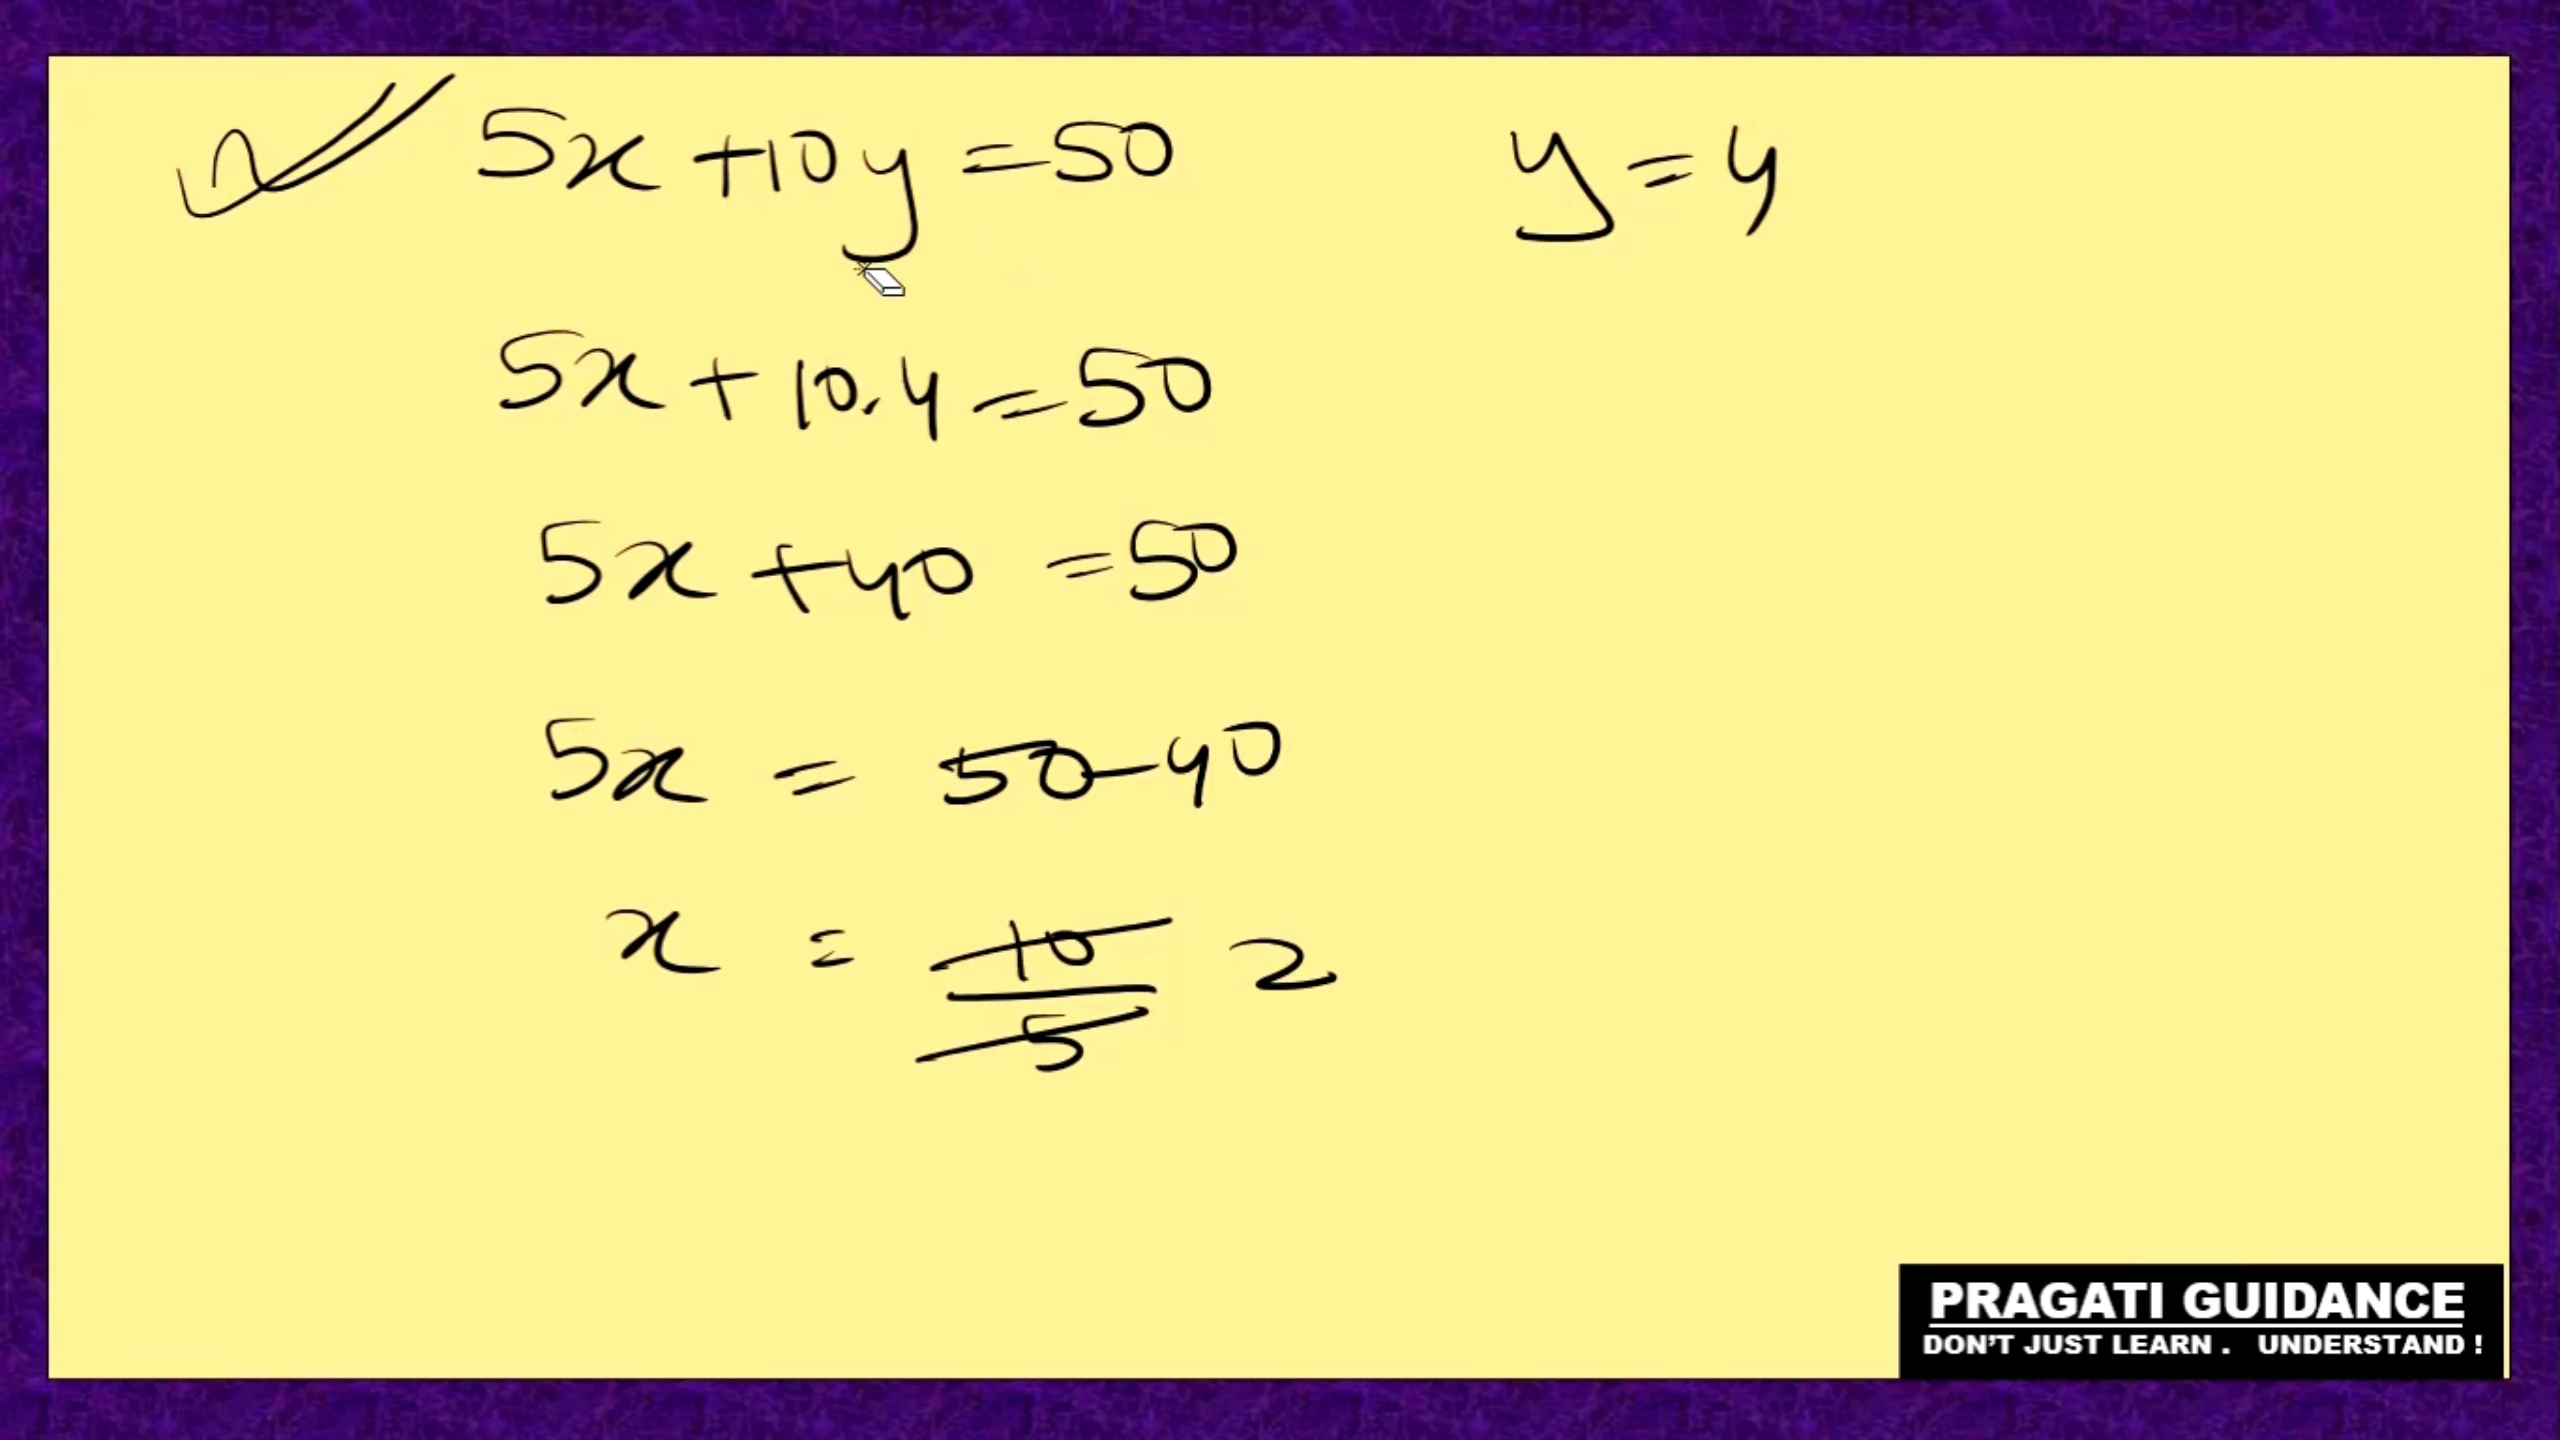 5x + 10y = 50 y = 4
5x + 10.4 = 50
5x + 40 = 50
5x = 50 - 40
x = 10/5 2
PRAGATI GUIDANCE
DON'T JUST LEARN . UNDERSTAND !